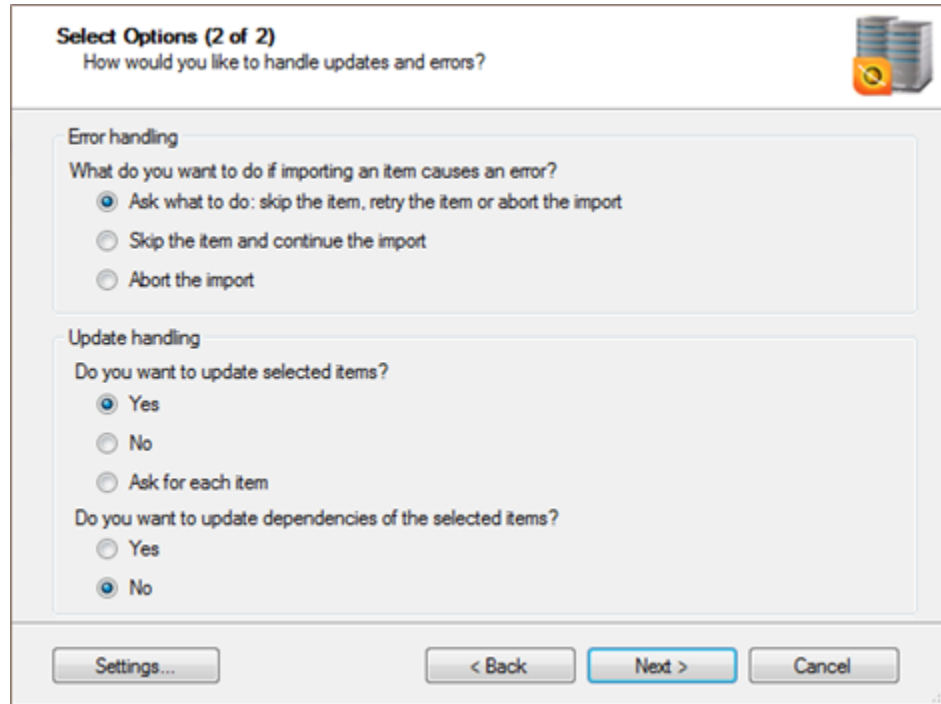 Select Options (2 of 2)
How would you like to handle updates and errors?
Error handling
What do you want to do if importing an item causes an error?
Ask what to do: skip the item, retry the item or abort the import
Skip the item and continue the import
Abort the import
Update handling
Do you want to update selected items?
Yes
No
Ask for each item
Do you want to update dependencies of the selected items?
Yes
No
Settings...
< Back
Next >
Cancel